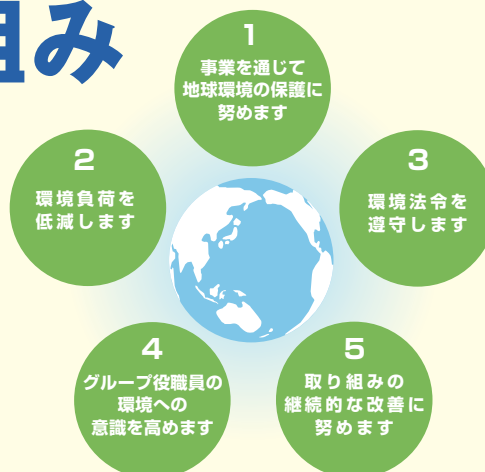 組み
1
事業を通じて
地球環境の保護に
努めます
2
環境負荷を
低減します
3
環境法令を
遵守します
4
グループ役職員の
環境への
意識を高めます
5
取り組みの
継続的な改善に
努めます